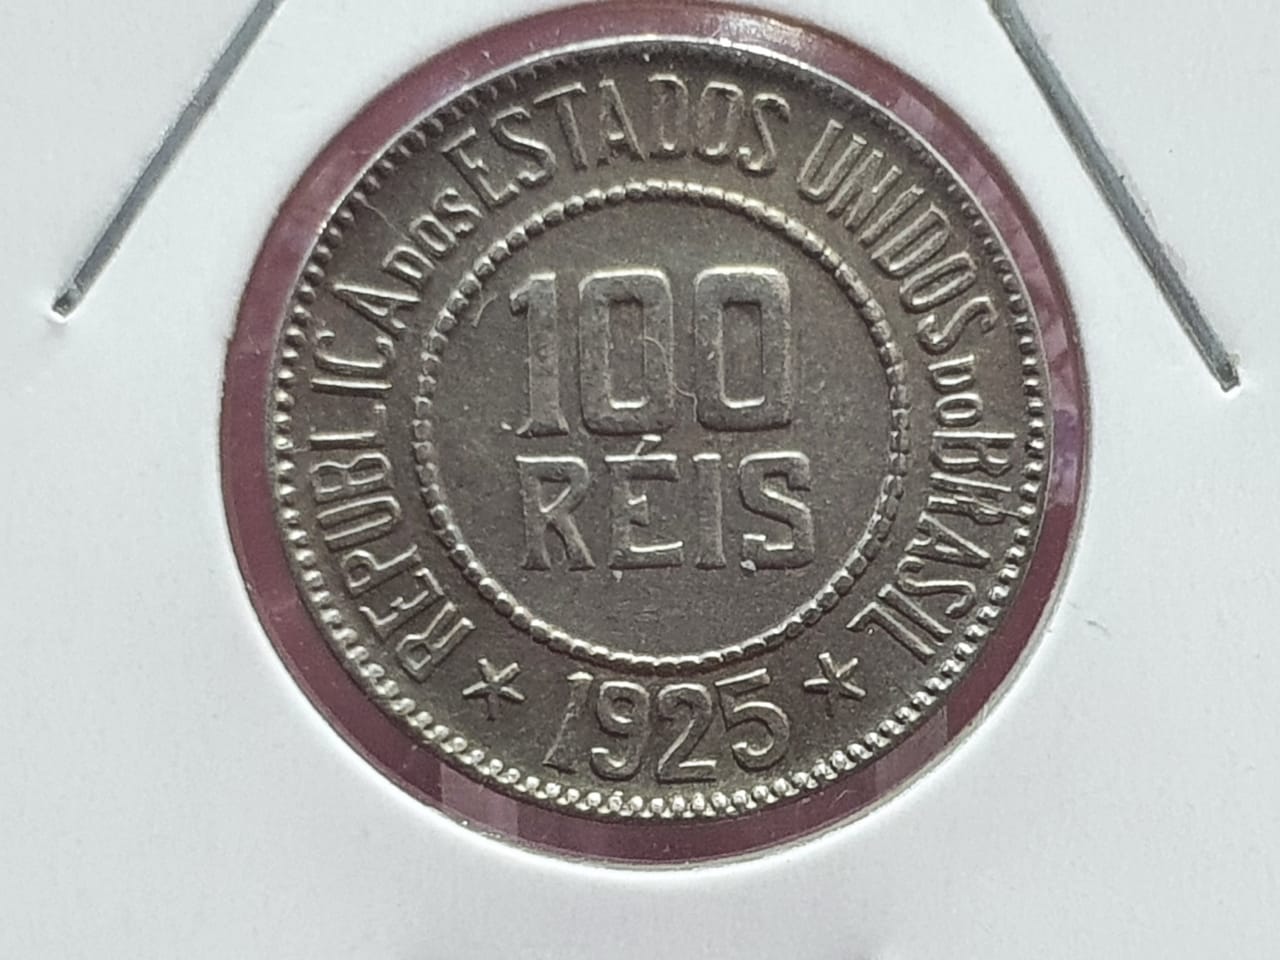 REPUBLICA DOS ESTADOS UNIDOS DO BRASIL
100
RÉIS
1925